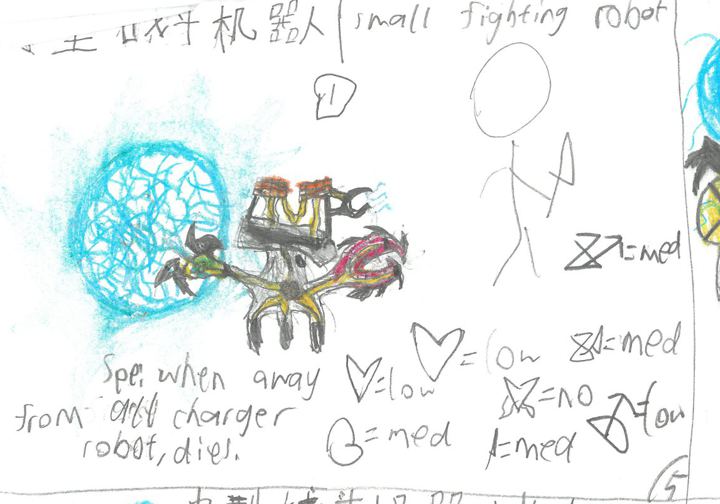 机器人 | small fighting robot
1
=med
=low =med
Spe: when away =low =no =low
from charger =med =med
robot, dies.
5